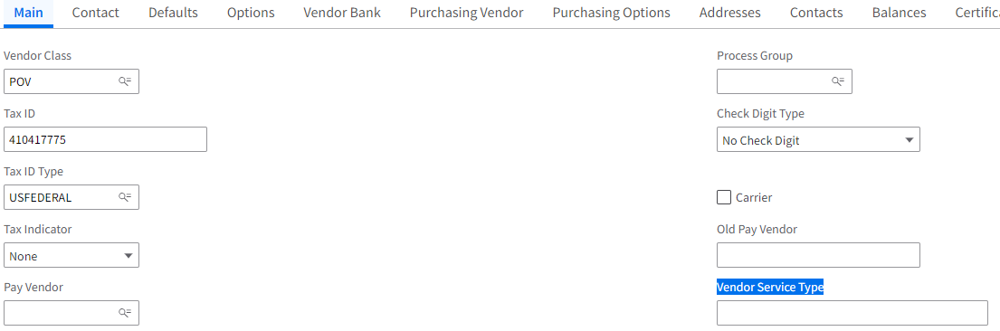 Main Contact Defaults Options Vendor Bank Purchasing Vendor Purchasing Options Addresses Contacts Balances Certific
Vendor Class Process Group
POV
Tax ID Check Digit Type
410417775 No Check Digit
Tax ID Type
USFEDERAL Carrier
Tax Indicator Old Pay Vendor
None
Pay Vendor Vendor Service Type